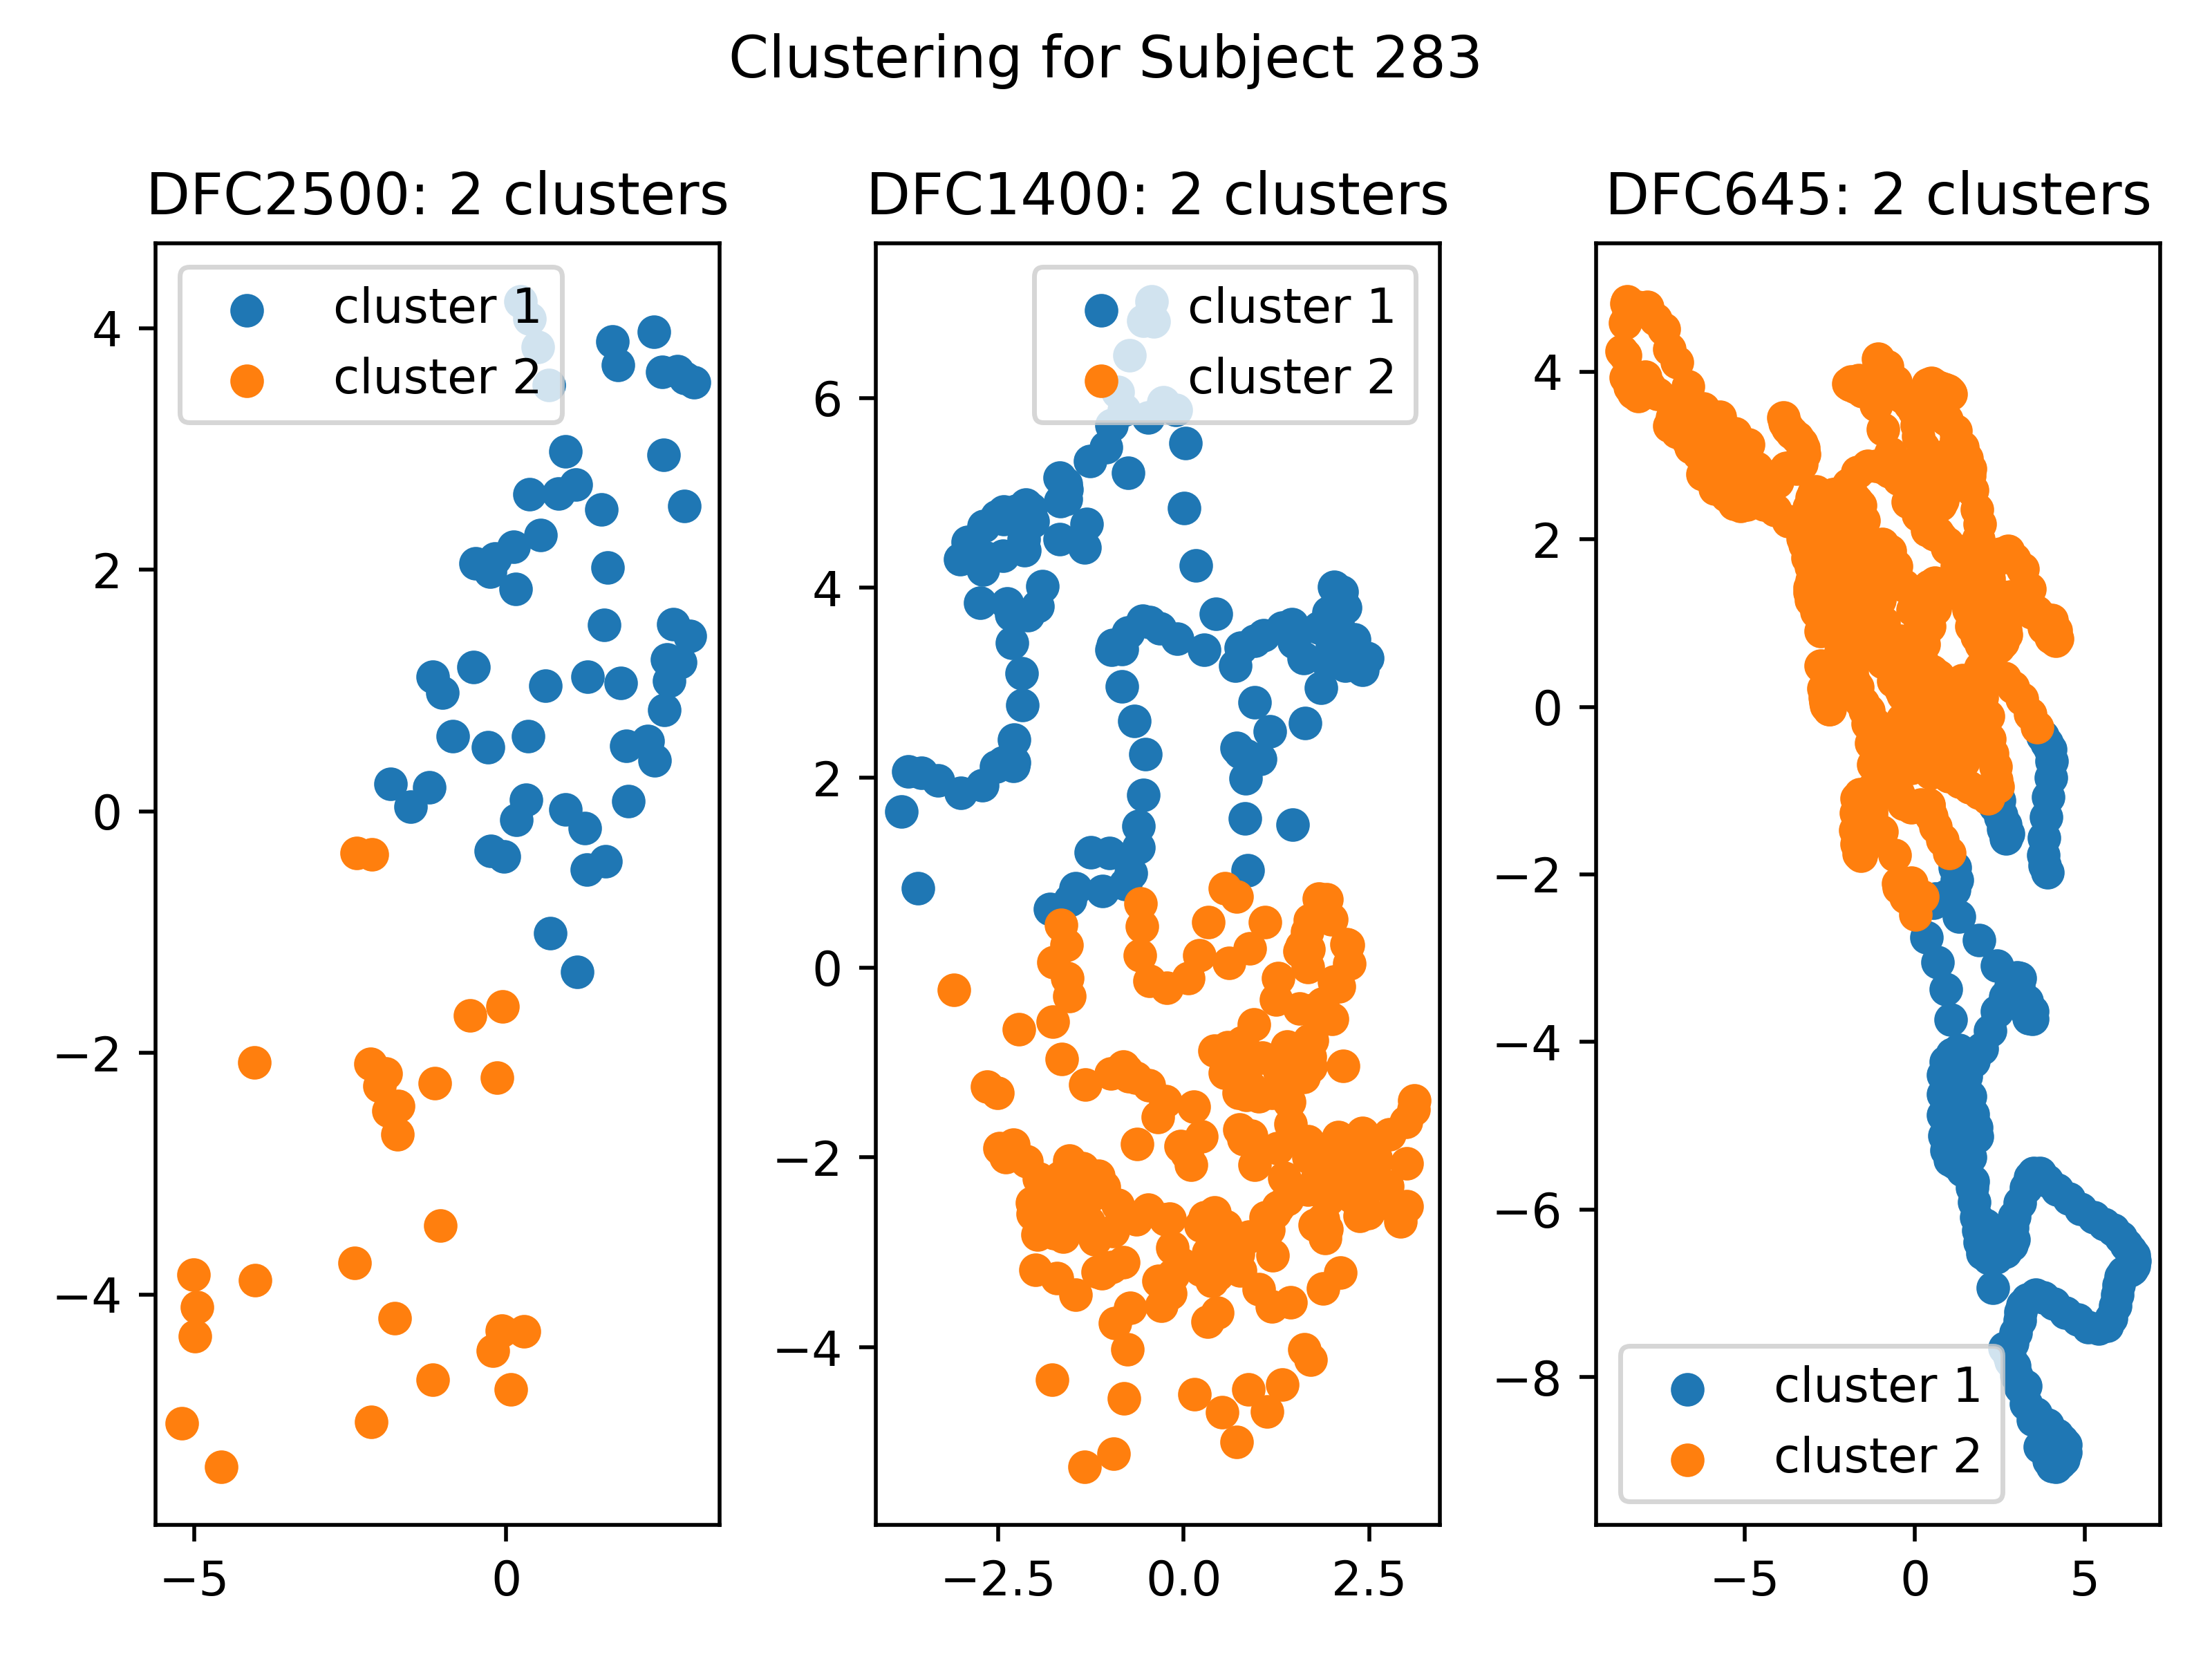 Clustering for Subject 283
DFC2500: 2 clusters
cluster 1
cluster 2
4
2
0
−2
−4
−5
0
DFC1400: 2 clusters
cluster 1
cluster 2
6
4
2
0
−2
−4
−2.5
0.0
2.5
DFC645: 2 clusters
4
2
0
−2
−4
−6
−8
cluster 1
cluster 2
−5
0
5